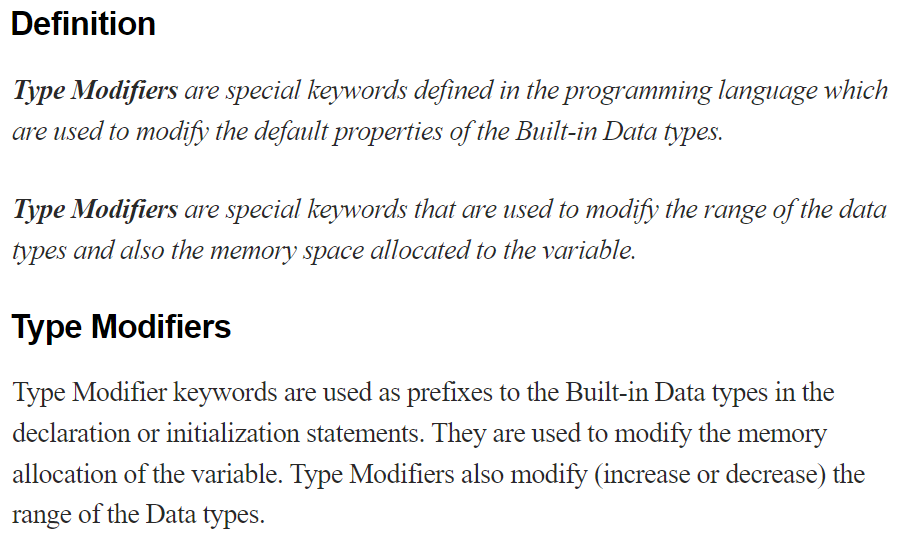 Definition
Type Modifiers are special keywords defined in the programming language which
are used to modify the default properties of the Built-in Data types.
Type Modifiers are special keywords that are used to modify the range of the data
types and also the memory space allocated to the variable.
Type Modifiers
Type Modifier keywords are used as prefixes to the Built-in Data types in the
declaration or initialization statements. They are used to modify the memory
allocation of the variable. Type Modifiers also modify (increase or decrease) the
range of the Data types.